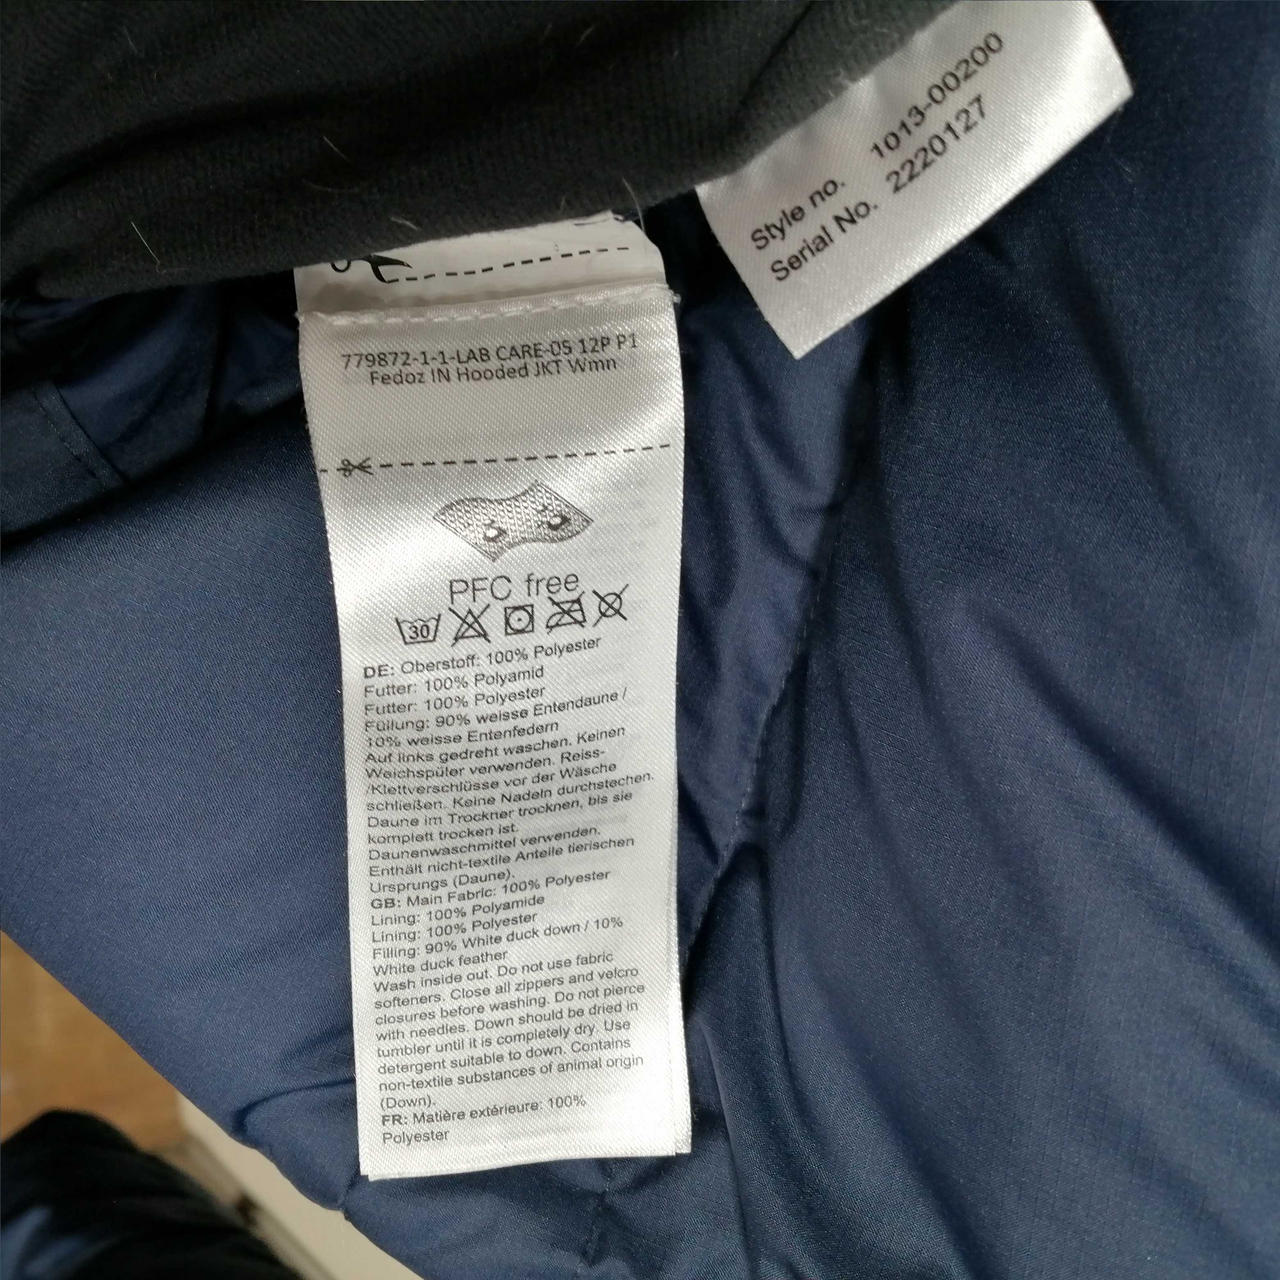 Style no. 1013-00200
Serial No. 2220127
779872-1-1-LAB CARE-05 12P P1
Fedoz IN Hooded JKT Wmn
PFC free
30
DE: Oberstoff: 100% Polyester
Futter: 100% Polyamid
Futter: 100% Polyester
Füllung: 90% weisse Entendaune /
10% weisse Entenfedern
Auf links gedreht waschen. Keinen
Weichspüler verwenden. Reiss-
/Klettverschlüsse vor der Wäsche
schließen. Keine Nadeln durchstechen.
Daune im Trockner trocknen, bis sie
komplett trocken ist.
Daunenwaschmittel verwenden.
Enthält nicht-textile Anteile tierischen
Ursprungs (Daune).
GB: Main Fabric: 100% Polyester
Lining: 100% Polyamide
Lining: 100% Polyester
Filling: 90% White duck down / 10%
White duck feather
Wash inside out. Do not use fabric
softeners. Close all zippers and velcro
closures before washing. Do not pierce
with needles. Down should be dried in
tumbler until it is completely dry. Use
detergent suitable to down. Contains
non-textile substances of animal origin
(Down).
FR: Matière extérieure: 100%
Polyester